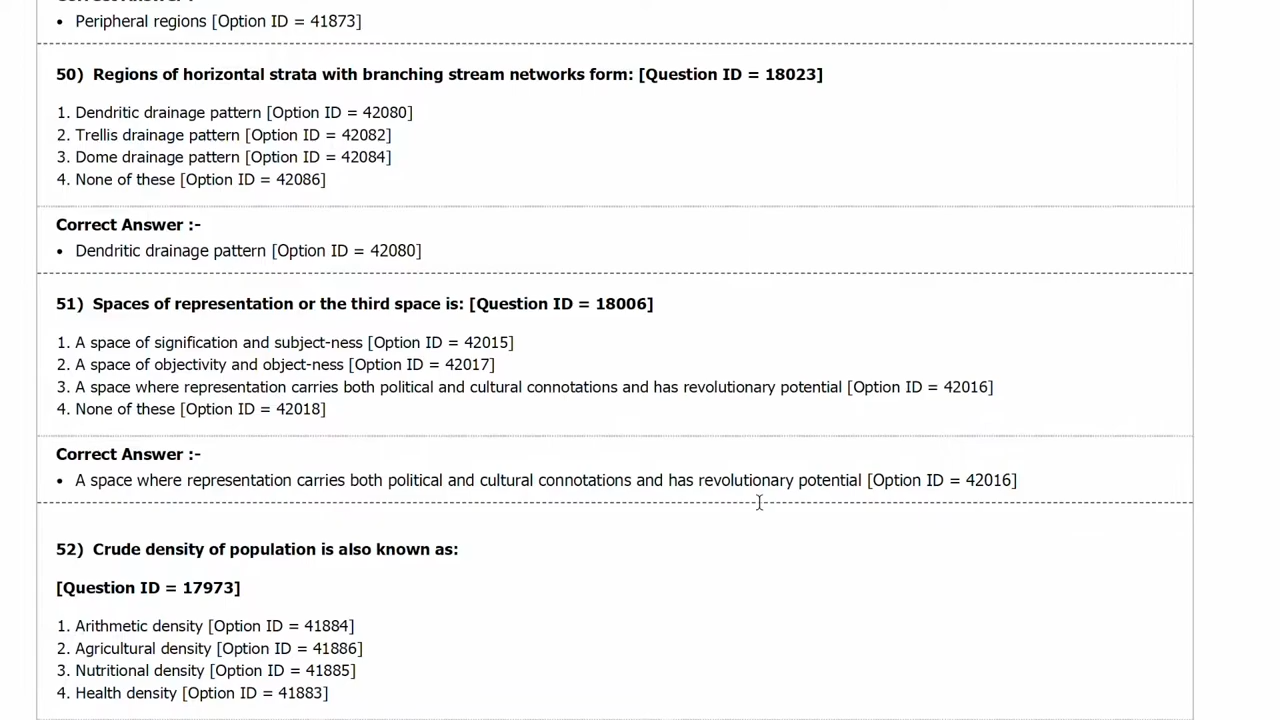 Correct Answer :-
• Peripheral regions [Option ID = 41873]
50) Regions of horizontal strata with branching stream networks form: [Question ID = 18023]
1. Dendritic drainage pattern [Option ID = 42080]
2. Trellis drainage pattern [Option ID = 42082]
3. Dome drainage pattern [Option ID = 42084]
4. None of these [Option ID = 42086]
Correct Answer :-
• Dendritic drainage pattern [Option ID = 42080]
51) Spaces of representation or the third space is: [Question ID = 18006]
1. A space of signification and subject-ness [Option ID = 42015]
2. A space of objectivity and object-ness [Option ID = 42017]
3. A space where representation carries both political and cultural connotations and has revolutionary potential [Option ID = 42016]
4. None of these [Option ID = 42018]
Correct Answer :-
• A space where representation carries both political and cultural connotations and has revolutionary potential [Option ID = 42016]
52) Crude density of population is also known as:
[Question ID = 17973]
1. Arithmetic density [Option ID = 41884]
2. Agricultural density [Option ID = 41886]
3. Nutritional density [Option ID = 41885]
4. Health density [Option ID = 41883]